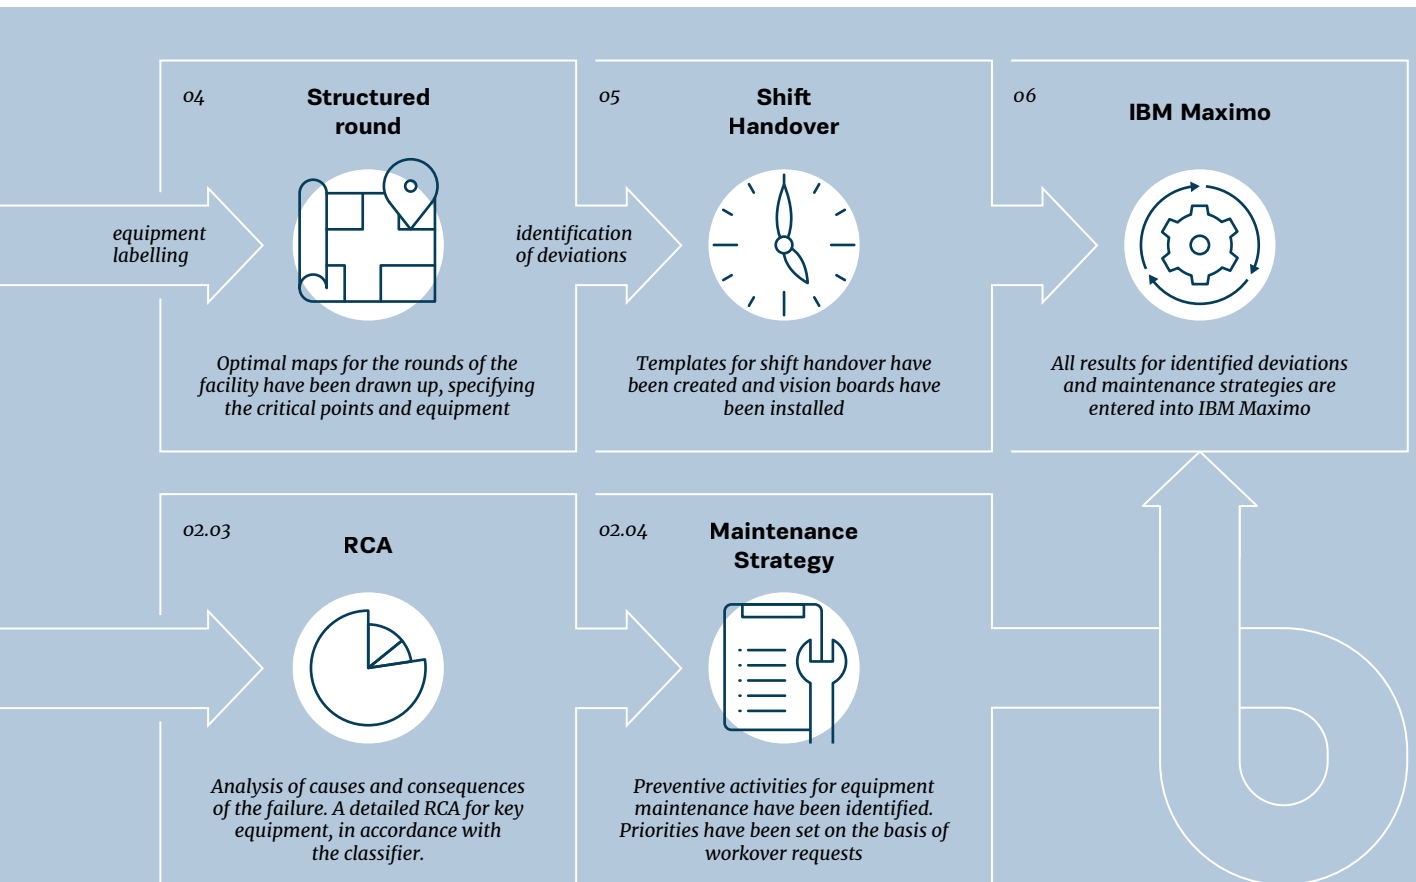 04
Structured
round
equipment
labelling
Optimal maps for the rounds of the
facility have been drawn up, specifying
the critical points and equipment
05
Shift
Handover
identification
of deviations
Templates for shift handover have
been created and vision boards have
been installed
06
IBM Maximo
All results for identified deviations
and maintenance strategies are
entered into IBM Maximo
02.03
RCA
Analysis of causes and consequences
of the failure. A detailed RCA for key
equipment, in accordance with
the classifier.
02.04
Maintenance
Strategy
Preventive activities for equipment
maintenance have been identified.
Priorities have been set on the basis of
workover requests